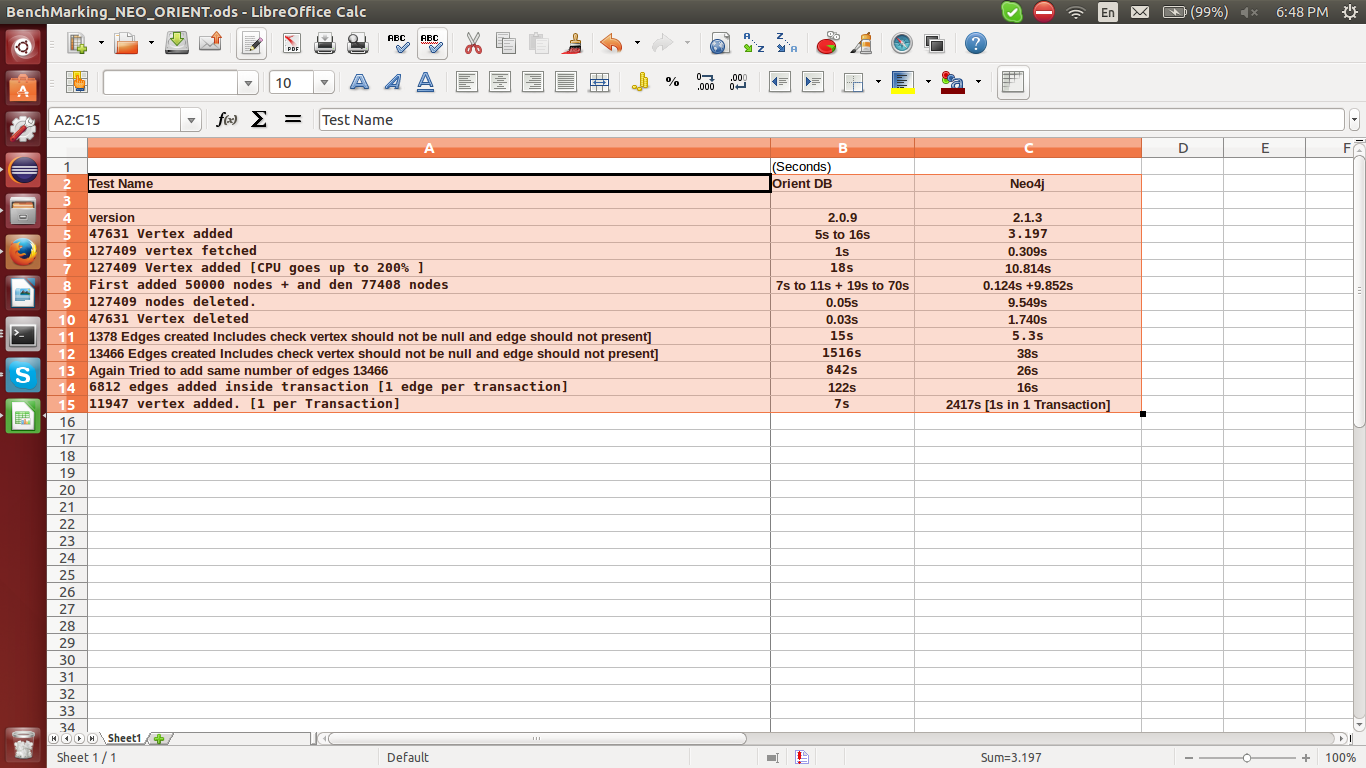 BenchMarking_NEO_ORIENT.ods - LibreOffice Calc En (99%) 6:48 PM
PDF ABC ABC
10 % 0.0 .000 .000 0.0
A2:C15 f(x) Σ = Test Name
A B C D E F
1 (Seconds)
2 Test Name Orient DB Neo4j
3
4 version 2.0.9 2.1.3
5 47631 Vertex added 5s to 16s 3.197
6 127409 vertex fetched 1s 0.309s
7 127409 Vertex added [CPU goes up to 200% ] 18s 10.814s
8 First added 50000 nodes + and den 77408 nodes 7s to 11s + 19s to 70s 0.124s +9.852s
9 127409 nodes deleted. 0.05s 9.549s
10 47631 Vertex deleted 0.03s 1.740s
11 1378 Edges created Includes check vertex should not be null and edge should not present] 15s 5.3s
12 13466 Edges created Includes check vertex should not be null and edge should not present] 1516s 38s
13 Again Tried to add same number of edges 13466 842s 26s
14 6812 edges added inside transaction [1 edge per transaction] 122s 16s
15 11947 vertex added. [1 per Transaction] 7s 2417s [1s in 1 Transaction]
16
17
18
19
20
21
22
23
24
25
26
27
28
29
30
31
32
33
34
Sheet1
Sheet 1 / 1 Default Sum=3.197 100%